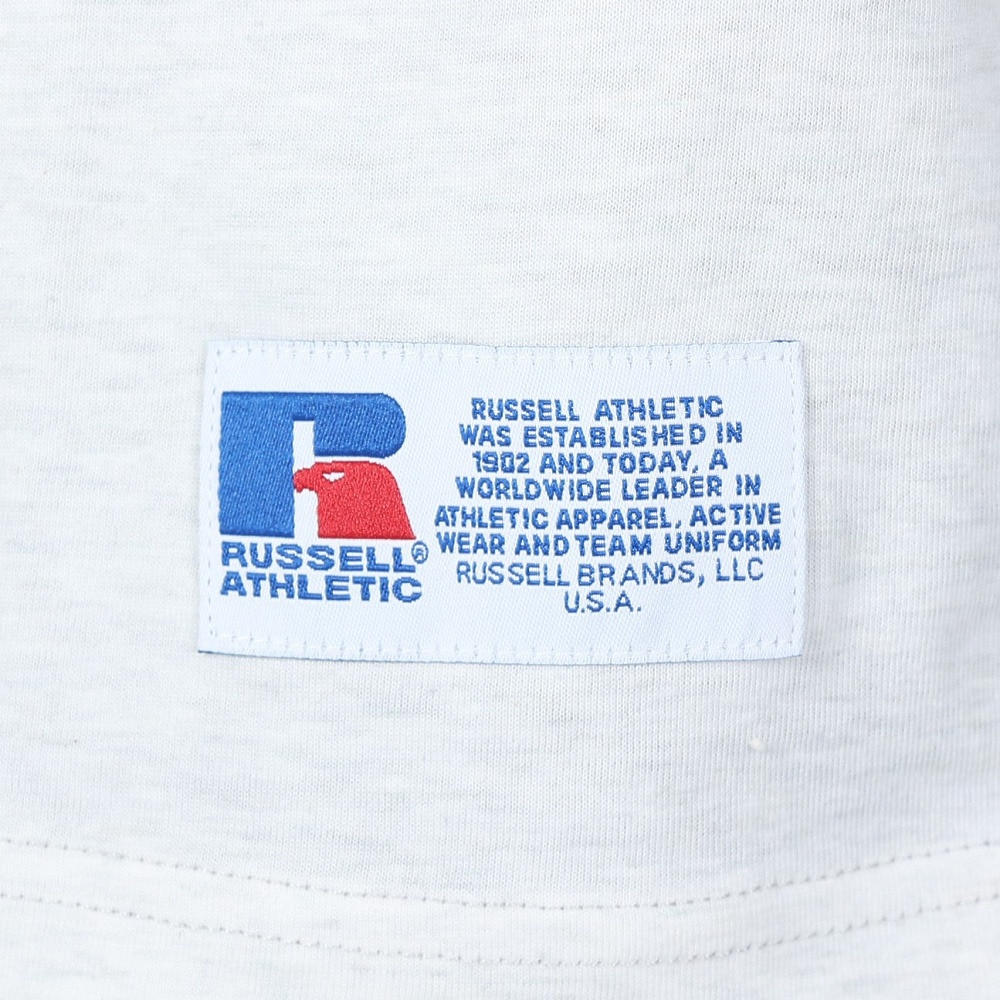 RUSSELL®
ATHLETIC
RUSSELL ATHLETIC
WAS ESTABLISHED IN
1902 AND TODAY, A
WORLDWIDE LEADER IN
ATHLETIC APPAREL, ACTIVE
WEAR AND TEAM UNIFORM
RUSSELL BRANDS, LLC
U.S.A.